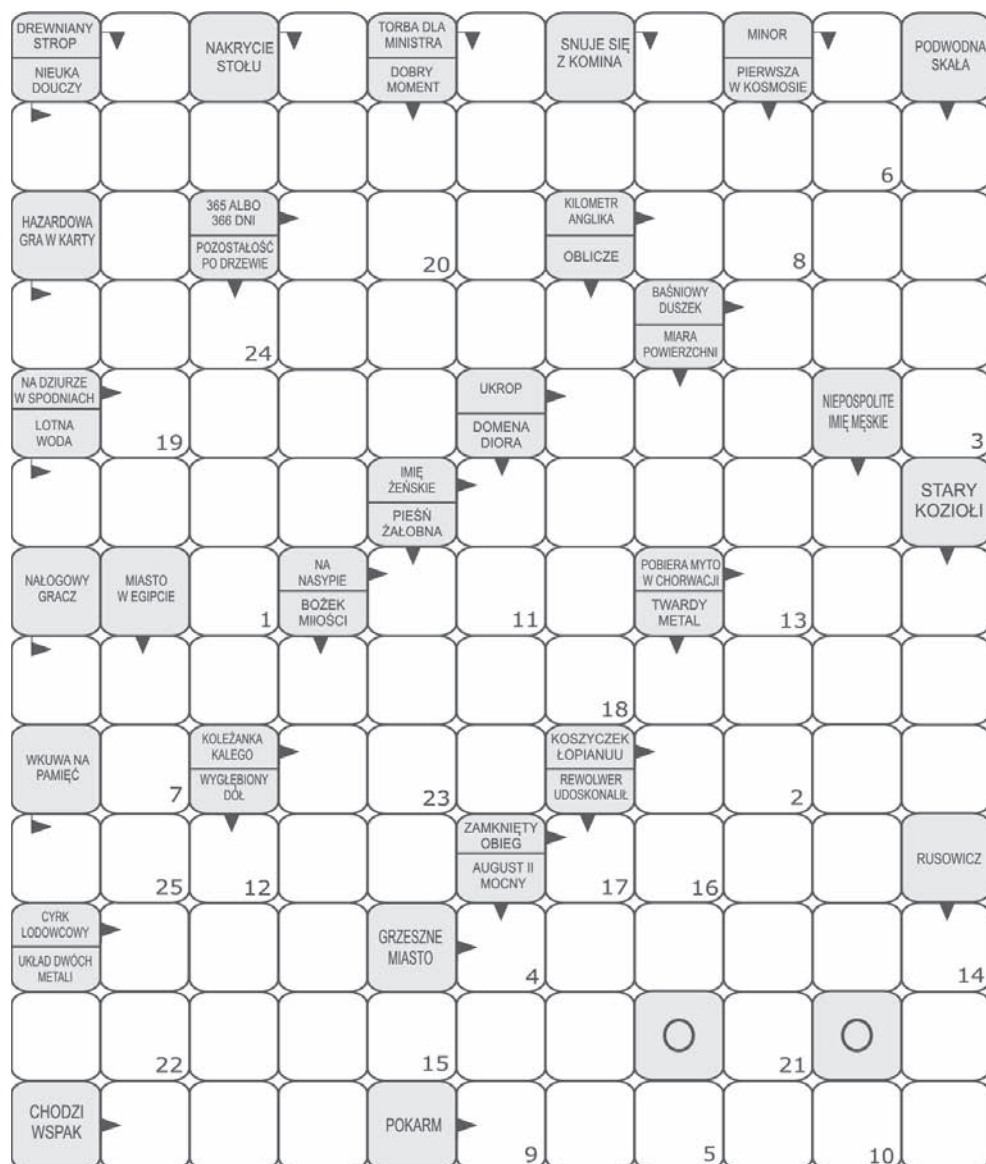 DREWNIANY
STROP
NIEUKA
DOUCZY
NAKRYCIE
STOŁU
TORBA DLA
MINISTRA
DOBRY
MOMENT
SNUJE SIĘ
Z KOMINA
MINOR
PIERWSZA
W KOSMOSIE
PODWODNA
SKAŁA
6
HAZARDOWA
GRA W KARTY
365 ALBO
366 DNI
POZOSTAŁOŚĆ
PO DRZEWIE
20
KILOMETR
ANGLIKA
OBLICZE
8
24
BAŚNIOWY
DUSZEK
MIARA
POWIERZCHNI
NA DZIURZE
W SPODNIACH
LOTNA
WODA
19
UKROP
DOMENA
DIORA
NIEPOSPOLITE
IMIĘ MĘSKIE
3
IMIĘ
ŻEŃSKIE
PIEŚŃ
ŻAŁOBNA
STARY
KOZIOŁI
NAŁOGOWY
GRACZ
MIASTO
W EGIPCIE
1
NA
NASYPIE
BOŻEK
MIIOŚCI
11
POBIERA MYTO
W CHORWACJI
TWARDY
METAL
13
18
WKUWA NA
PAMIĘĆ
7
KOLEŻANKA
KALEGO
WYGŁĘBIONY
DÓŁ
23
KOSZYCZEK
ŁOPIANUU
REWOLWER
UDOSKONALIŁ
2
25
12
ZAMKNIĘTY
OBIEG
AUGUST II
MOCNY
17
16
RUSOWICZ
CYRK
LODOWCOWY
UKŁAD DWÓCH
METALI
GRZESZNE
MIASTO
4
14
22
15
21
CHODZI
WSPAK
POKARM
9
5
10